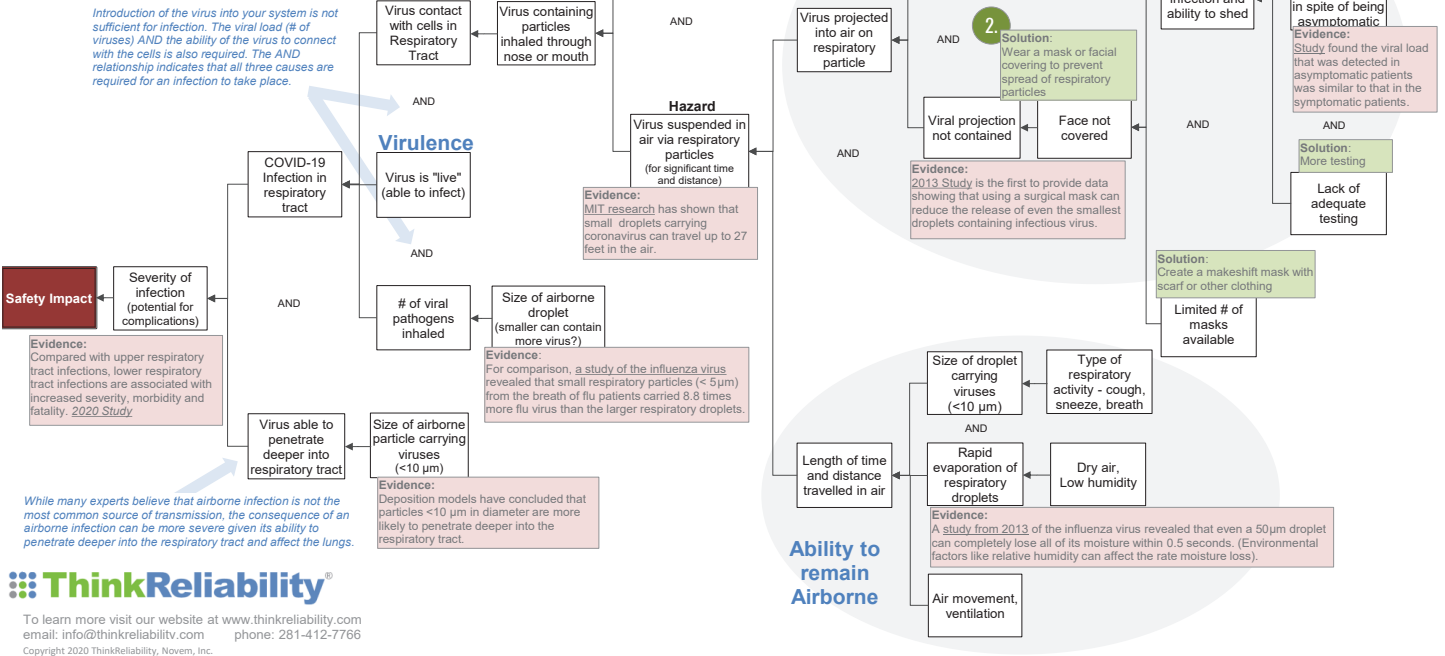 Introduction of the virus into your system is not
sufficient for infection. The viral load (# of
viruses) AND the ability of the virus to connect
with the cells is also required. The AND
relationship indicates that all three causes are
required for an infection to take place.
Virus contact
with cells in
Respiratory
Tract
Virus containing
particles
inhaled through
nose or mouth
AND
Virus projected
into air on
respiratory
particle
AND
2.
Solution:
Wear a mask or facial
covering to prevent
spread of respiratory
particles
ability to shed
in spite of being
asymptomatic
Evidence:
Study found the viral load
that was detected in
asymptomatic patients
was similar to that in the
symptomatic patients.
AND
Hazard
Virus suspended in
air via respiratory
particles
(for significant time
and distance)
Evidence:
MIT research has shown that
small droplets carrying
coronavirus can travel up to 27
feet in the air.
AND
Viral projection
not contained
Face not
covered
Evidence:
2013 Study is the first to provide data
showing that using a surgical mask can
reduce the release of even the smallest
droplets containing infectious virus.
AND
AND
Solution:
More testing
Lack of
adequate
testing
Virulence
COVID-19
Infection in
respiratory
tract
Virus is "live"
(able to infect)
AND
Safety Impact
Severity of
infection
(potential for
complications)
AND
# of viral
pathogens
inhaled
Size of airborne
droplet
(smaller can contain
more virus?)
Solution:
Create a makeshift mask with
scarf or other clothing
Limited # of
masks
available
Evidence:
Compared with upper respiratory
tract infections, lower respiratory
tract infections are associated with
increased severity, morbidity and
fatality. 2020 Study
Evidence:
For comparison, a study of the influenza virus
revealed that small respiratory particles (< 5µm)
from the breath of flu patients carried 8.8 times
more flu virus than the larger respiratory droplets.
Size of droplet
carrying
viruses
(<10 µm)
Type of
respiratory
activity - cough,
sneeze, breath
AND
Virus able to
penetrate
deeper into
respiratory tract
Size of airborne
particle carrying
viruses
(<10 µm)
Evidence:
Deposition models have concluded that
particles <10 µm in diameter are more
likely to penetrate deeper into the
respiratory tract.
Length of time
and distance
travelled in air
Rapid
evaporation of
respiratory
droplets
Dry air,
Low humidity
Evidence:
A study from 2013 of the influenza virus revealed that even a 50µm droplet
can completely lose all of its moisture within 0.5 seconds. (Environmental
factors like relative humidity can affect the rate moisture loss).
While many experts believe that airborne infection is not the
most common source of transmission, the consequence of an
airborne infection can be more severe given its ability to
penetrate deeper into the respiratory tract and affect the lungs.
Ability to
remain
Airborne
Air movement,
ventilation
ThinkReliability®
To learn more visit our website at www.thinkreliability.com
email: info@thinkreliability.com phone: 281-412-7766
Copyright 2020 ThinkReliability, Novem, Inc.